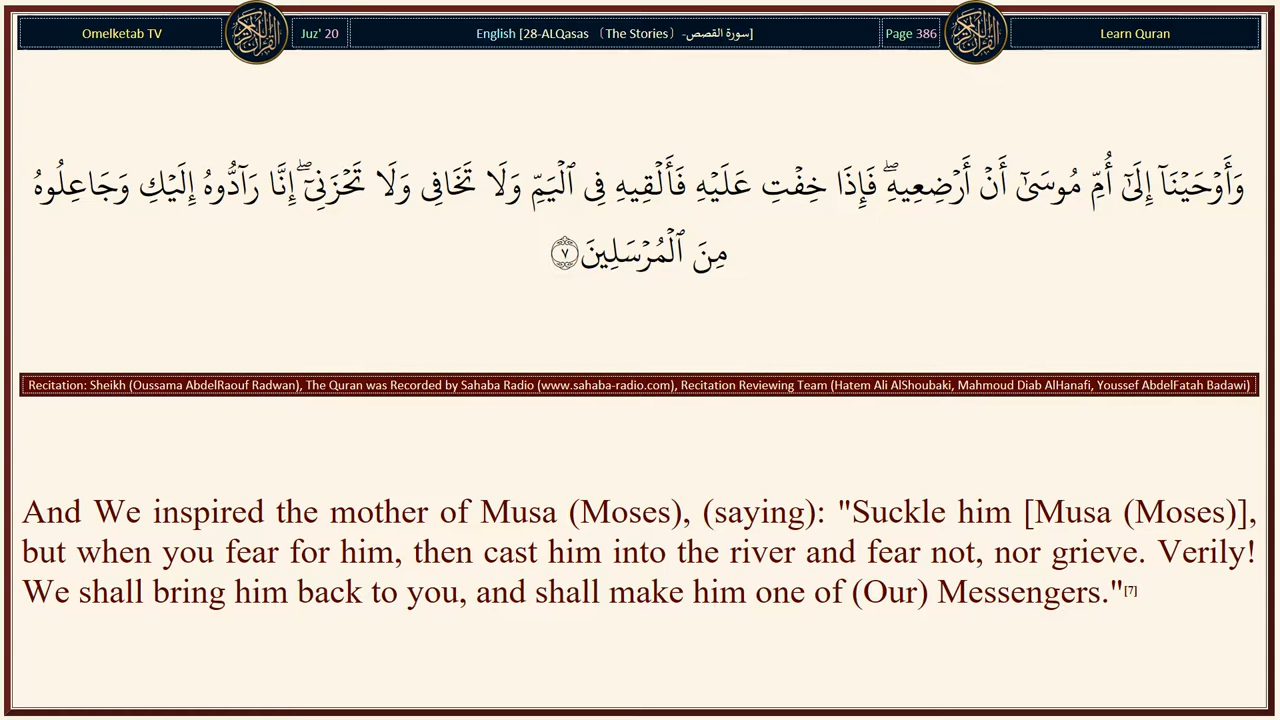 Omelketab TV
Juz' 20
English [28-ALQasas 〔The Stories〕-سورة القصص]
Page 386
Learn Quran
وَأَوۡحَيۡنَآ إِلَىٰٓ أُمِّ مُوسَىٰٓ أَنۡ أَرۡضِعِيهِۖ فَإِذَا خِفۡتِ عَلَيۡهِ فَأَلۡقِيهِ فِي ٱلۡيَمِّ وَلَا تَخَافِي وَلَا تَحۡزَنِيٓۖ إِنَّا رَآدُّوهُ إِلَيۡكِ وَجَاعِلُوهُ
مِنَ ٱلۡمُرۡسَلِينَ ٧
Recitation: Sheikh (Oussama AbdelRaouf Radwan), The Quran was Recorded by Sahaba Radio (www.sahaba-radio.com), Recitation Reviewing Team (Hatem Ali AlShoubaki, Mahmoud Diab AlHanafi, Youssef AbdelFatah Badawi)
And We inspired the mother of Musa (Moses), (saying): "Suckle him [Musa (Moses)],
but when you fear for him, then cast him into the river and fear not, nor grieve. Verily!
We shall bring him back to you, and shall make him one of (Our) Messengers."[7]